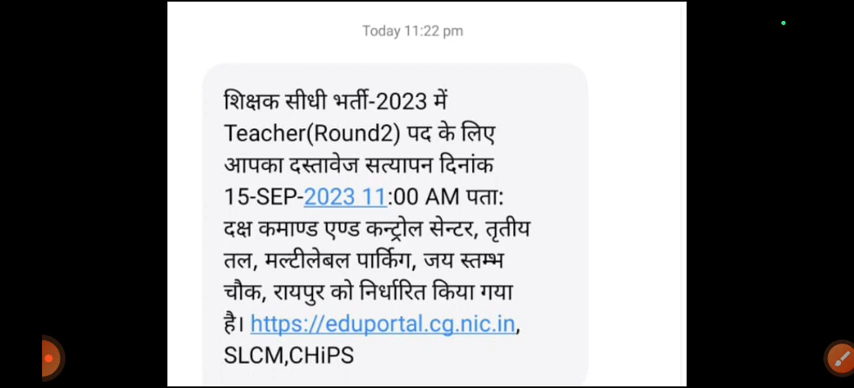 Today 11:22 pm
शिक्षक सीधी भर्ती-2023 में
Teacher(Round2) पद के लिए
आपका दस्तावेज सत्यापन दिनांक
15-SEP-2023 11:00 AM पता:
दक्ष कमाण्ड एण्ड कन्ट्रोल सेन्टर, तृतीय
तल, मल्टीलेबल पार्किंग, जय स्तम्भ
चौक, रायपुर को निर्धारित किया गया
है। https://eduportal.cg.nic.in,
SLCM,CHiPS